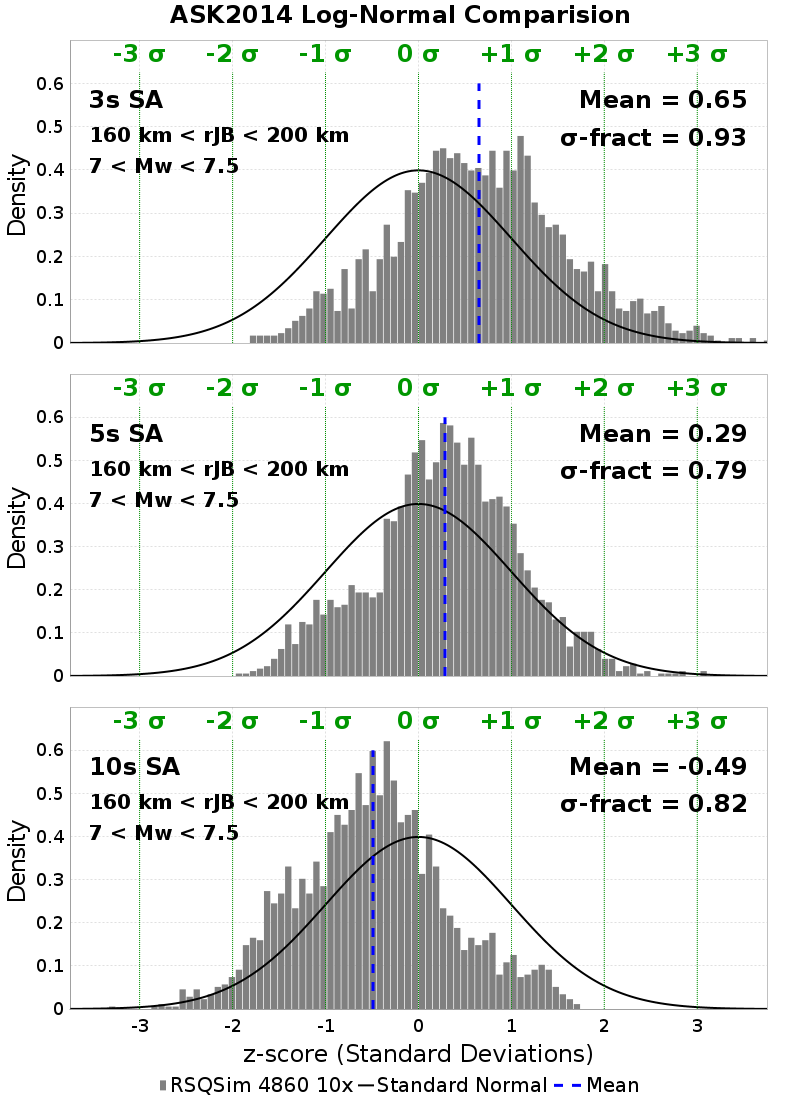 ASK2014 Log-Normal Comparision
-3 σ -2 σ -1 σ 0 σ +1 σ +2 σ +3 σ
0.6
3s SA Mean = 0.65
0.5
160 km < rJB < 200 km σ-fract = 0.93
7 < Mw < 7.5
0.4
0.3
0.2
0.1
0
Density
-3 σ -2 σ -1 σ 0 σ +1 σ +2 σ +3 σ
0.6
5s SA Mean = 0.29
0.5
160 km < rJB < 200 km σ-fract = 0.79
7 < Mw < 7.5
0.4
0.3
0.2
0.1
0
Density
-3 σ -2 σ -1 σ 0 σ +1 σ +2 σ +3 σ
0.6
10s SA Mean = -0.49
0.5
160 km < rJB < 200 km σ-fract = 0.82
7 < Mw < 7.5
0.4
0.3
0.2
0.1
0
Density
-3 -2 -1 0 1 2 3
z-score (Standard Deviations)
RSQSim 4860 10x Standard Normal Mean